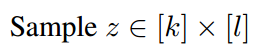 Sample z ∈ [k] × [l]